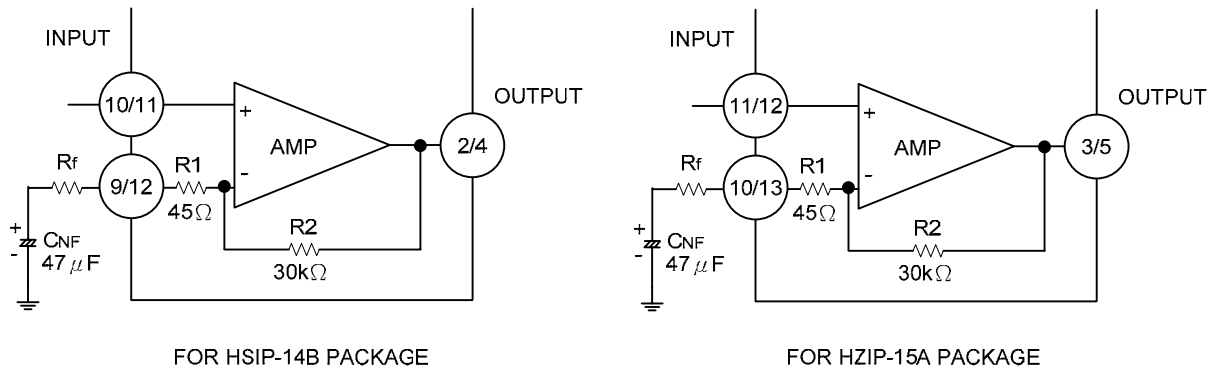 INPUT
10/11
+
AMP
OUTPUT
2/4
Rf
9/12
R1
45Ω
-
+
-
CNF
47μF
R2
30kΩ
FOR HSIP-14B PACKAGE
INPUT
11/12
+
AMP
OUTPUT
3/5
Rf
10/13
R1
45Ω
-
+
-
CNF
47μF
R2
30kΩ
FOR HZIP-15A PACKAGE